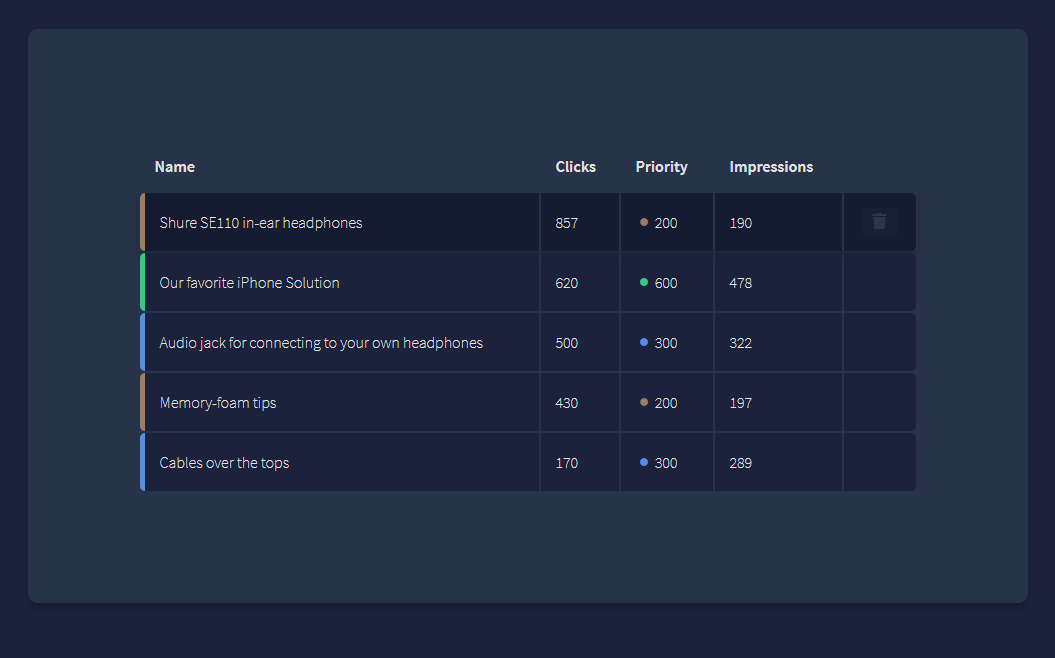 Name Clicks Priority Impressions
Shure SE110 in-ear headphones 857 200 190
Our favorite iPhone Solution 620 600 478
Audio jack for connecting to your own headphones 500 300 322
Memory-foam tips 430 200 197
Cables over the tops 170 300 289